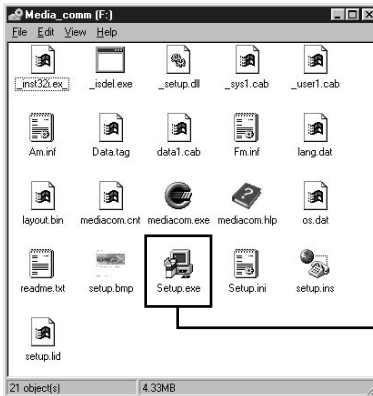 Media_comm (F:)
File Edit View Help
_inst32i.ex_ _isdel.exe _setup.dll _sys1.cab _user1.cab
Am.inf Data.tag data1.cab Fm.inf lang.dat
layout.bin mediacom.cnt mediacom.exe mediacom.hlp os.dat
readme.txt setup.bmp Setup.exe Setup.ini setup.ins
setup.lid
21 object(s) 4.33MB